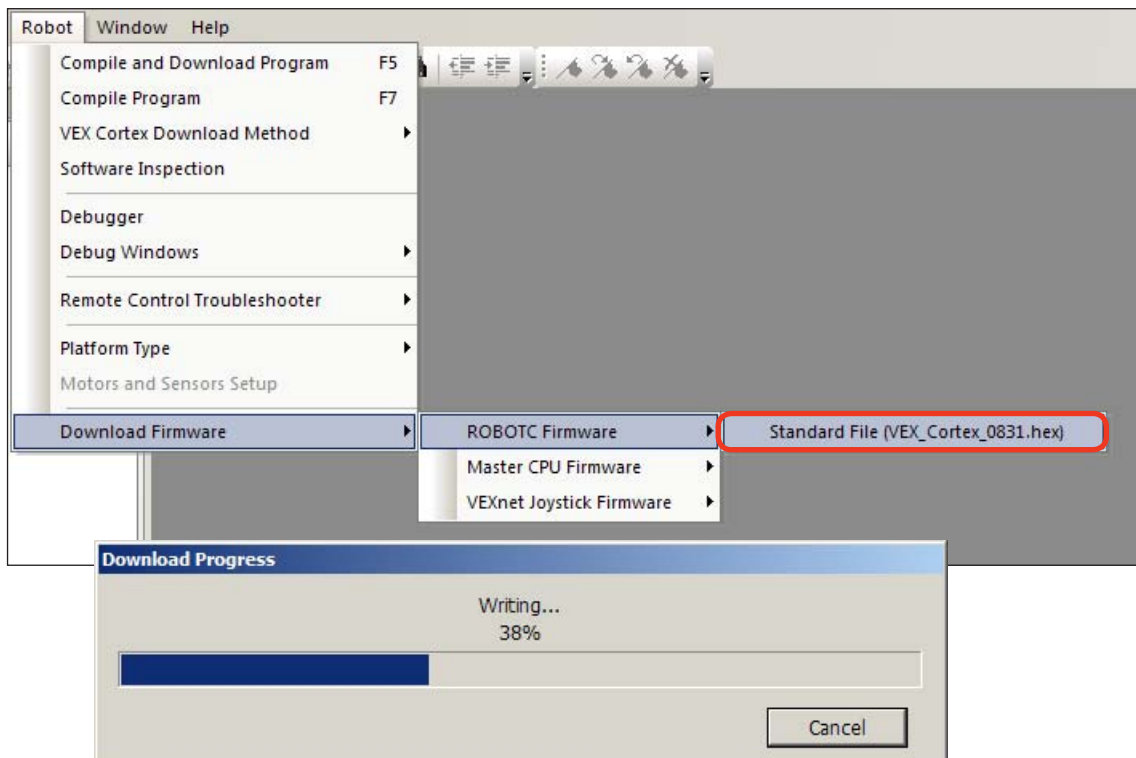 Robot Window Help
Compile and Download Program F5
Compile Program F7
VEX Cortex Download Method
Software Inspection
Debugger
Debug Windows
Remote Control Troubleshooter
Platform Type
Motors and Sensors Setup
Download Firmware ROBOTC Firmware Standard File (VEX_Cortex_0831.hex)
Master CPU Firmware
VEXnet Joystick Firmware
Download Progress
Writing...
38%
Cancel